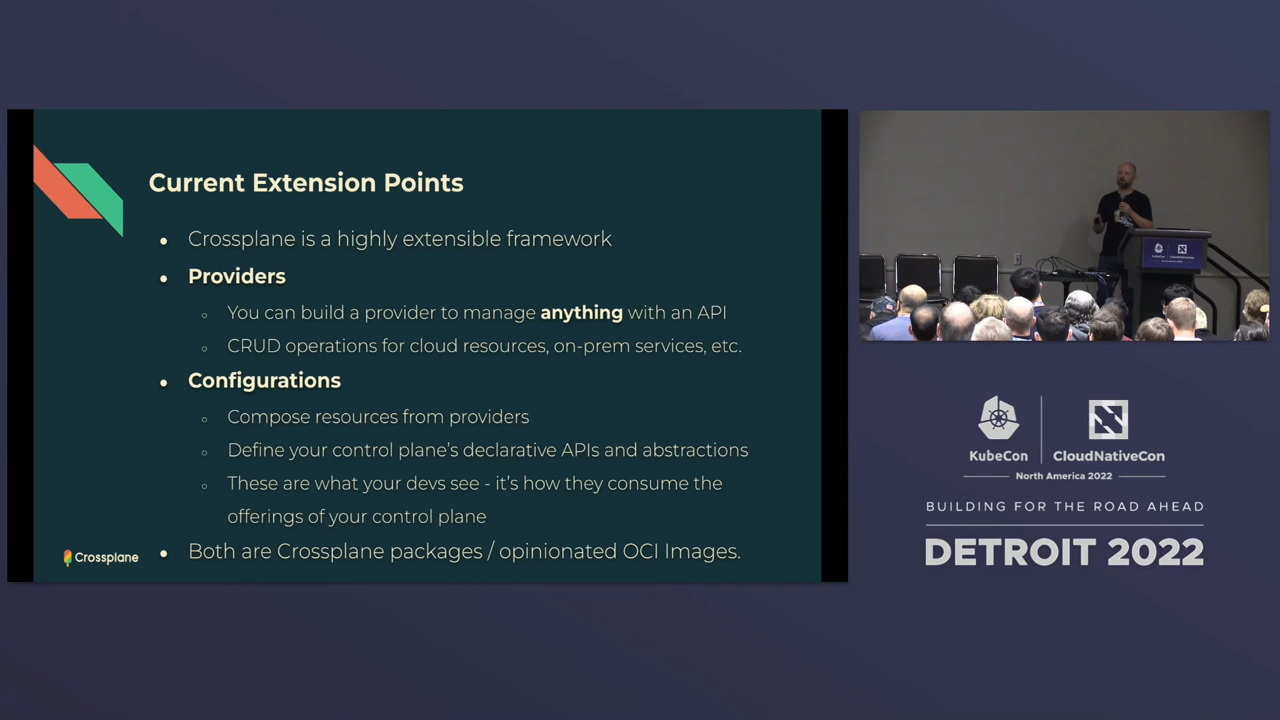 Current Extension Points
Crossplane is a highly extensible framework
Providers
You can build a provider to manage anything with an API
CRUD operations for cloud resources, on-prem services, etc.
Configurations
Compose resources from providers
Define your control plane's declarative APIs and abstractions
These are what your devs see - it's how they consume the
offerings of your control plane
Both are Crossplane packages / opinionated OCI Images.
Crossplane
KubeCon
CloudNativeCon
KubeCon
CloudNativeCon
North America 2022
BUILDING FOR THE ROAD AHEAD
DETROIT 2022